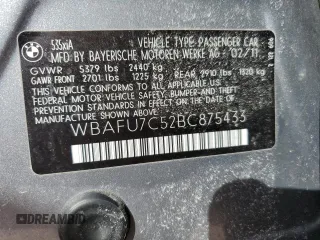 535xiA
VEHICLE TYPE: PASSENGER CAR
MFD. BY BAYERISCHE MOTOREN WERKE AG: 02/11
GVWR 5379 lbs 2440 kg
GAWR FRONT 2701 lbs 1225 kg REAR 2910 lbs 1320 kg
THIS VEHICLE CONFORMS TO ALL APPLICABLE
FEDERAL MOTOR VEHICLE SAFETY, BUMPER, AND
THEFT PREVENTION STANDARDS IN EFFECT ON THE
DATE OF MANUFACTURE SHOWN ABOVE
WBAFU7C52BC875433
DREAMBID